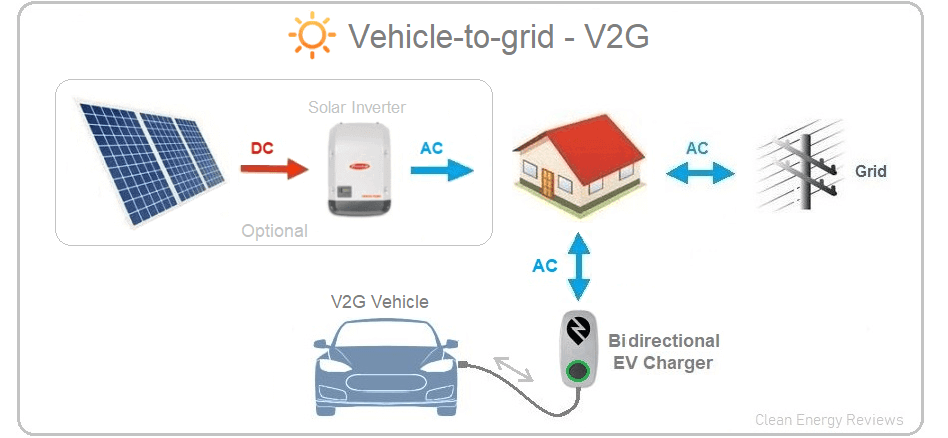 Vehicle-to-grid - V2G
Solar Inverter
DC
AC
AC
Grid
Optional
AC
V2G Vehicle
Bidirectional
EV Charger
Clean Energy Reviews